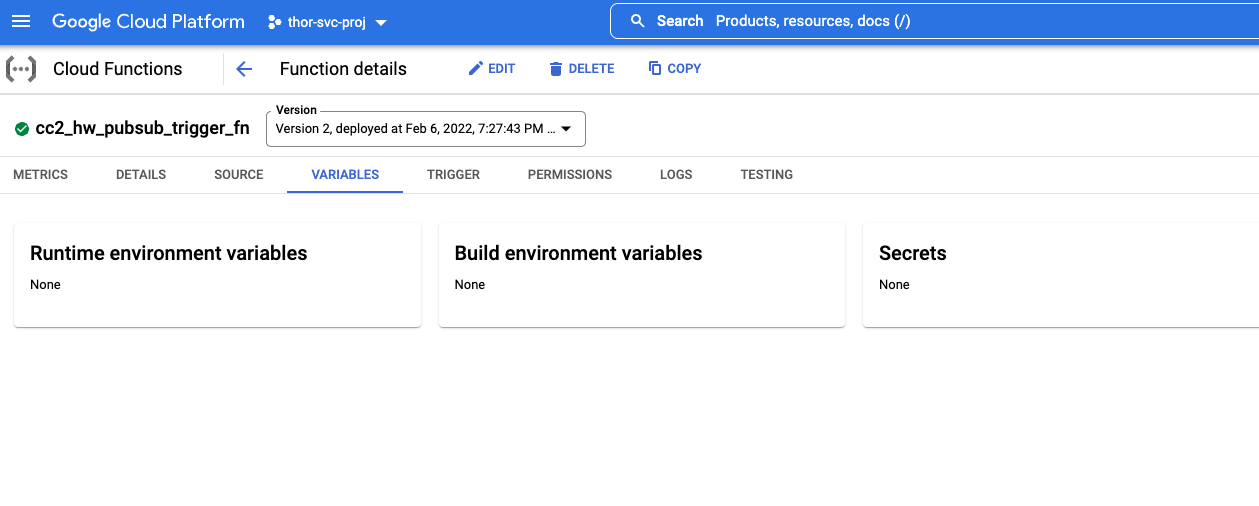 Google Cloud Platform thor-svc-proj Search Products, resources, docs (/)
Cloud Functions Function details EDIT DELETE COPY
Version
cc2_hw_pubsub_trigger_fn Version 2, deployed at Feb 6, 2022, 7:27:43 PM ...
METRICS DETAILS SOURCE VARIABLES TRIGGER PERMISSIONS LOGS TESTING
Runtime environment variables Build environment variables Secrets
None None None